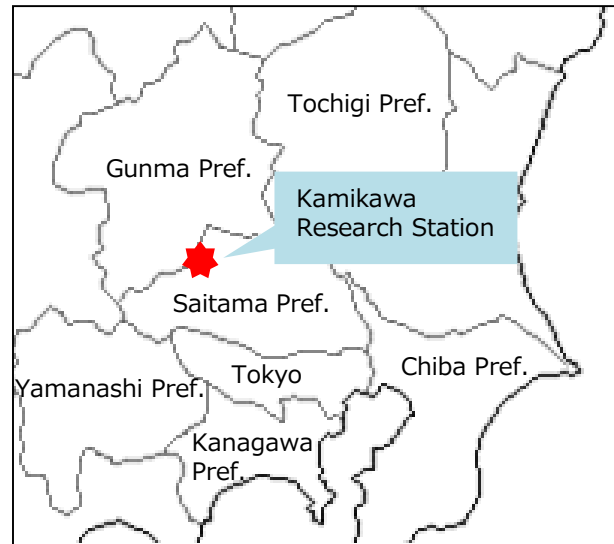 Tochigi Pref.
Gunma Pref.
Kamikawa
Research Station
Saitama Pref.
Chiba Pref.
Tokyo
Yamanashi Pref.
Kanagawa
Pref.